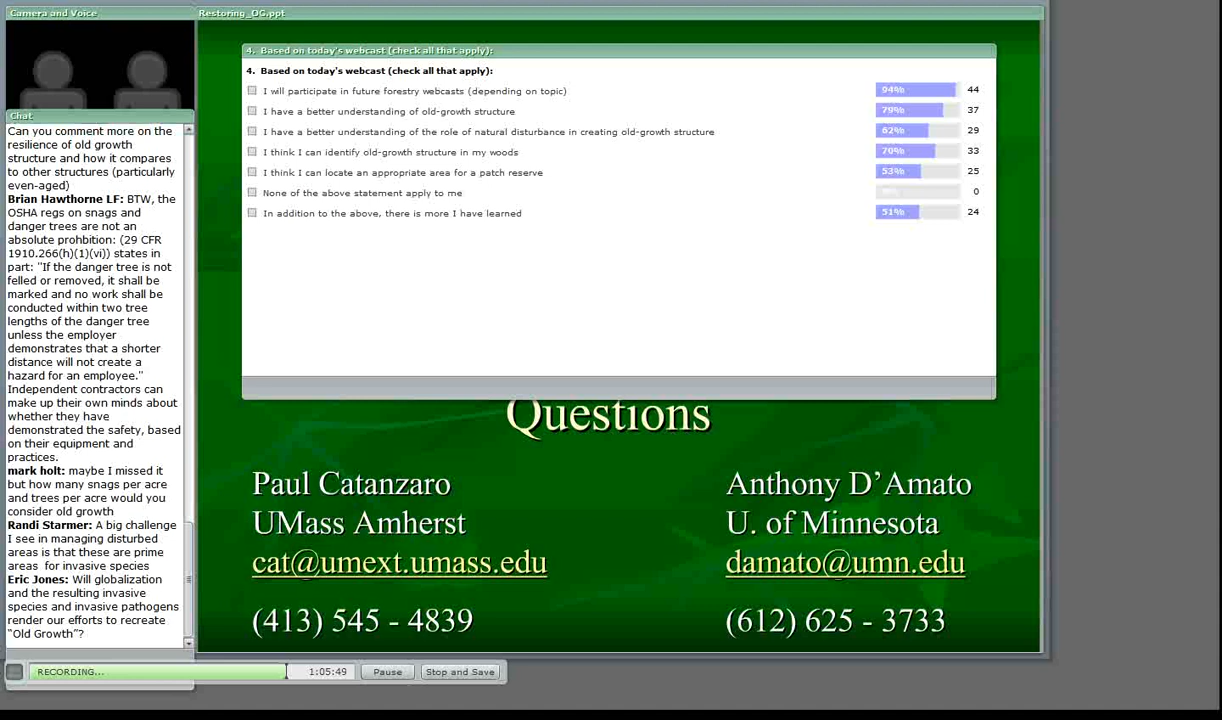 Camera and Voice
Restoring_OG.ppt
4. Based on today's webcast (check all that apply):
4. Based on today's webcast (check all that apply):
I will participate in future forestry webcasts (depending on topic) 94% 44
I have a better understanding of old-growth structure 79% 37
I have a better understanding of the role of natural disturbance in creating old-growth structure 62% 29
I think I can identify old-growth structure in my woods 70% 33
I think I can locate an appropriate area for a patch reserve 53% 25
None of the above statement apply to me 0
In addition to the above, there is more I have learned 51% 24
Chat
Can you comment more on the
resilience of old growth
structure and how it compares
to other structures (particularly
even-aged)
Brian Hawthorne LF: BTW, the
OSHA regs on snags and
danger trees are not an
absolute prohbition: (29 CFR
1910.266(h)(1)(vi)) states in
part: "If the danger tree is not
felled or removed, it shall be
marked and no work shall be
conducted within two tree
lengths of the danger tree
unless the employer
demonstrates that a shorter
distance will not create a
hazard for an employee."
Independent contractors can
make up their own minds about
whether they have
demonstrated the safety, based
on their equipment and
practices.
mark holt: maybe I missed it
but how many snags per acre
and trees per acre would you
consider old growth
Randi Starmer: A big challenge
I see in managing disturbed
areas is that these are prime
areas for invasive species
Eric Jones: Will globalization
and the resulting invasive
species and invasive pathogens
render our efforts to recreate
"Old Growth"?
Questions
Paul Catanzaro
UMass Amherst
cat@umext.umass.edu
(413) 545 - 4839
Anthony D'Amato
U. of Minnesota
damato@umn.edu
(612) 625 - 3733
RECORDING... 1:05:49 Pause Stop and Save